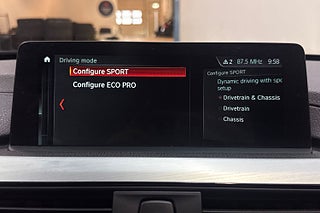 Driving mode
2 87.5 MHz 9:58
Configure SPORT
Configure ECO PRO
Configure SPORT
Dynamic driving with
setup
Drivetrain & Chassis
Drivetrain
Chassis